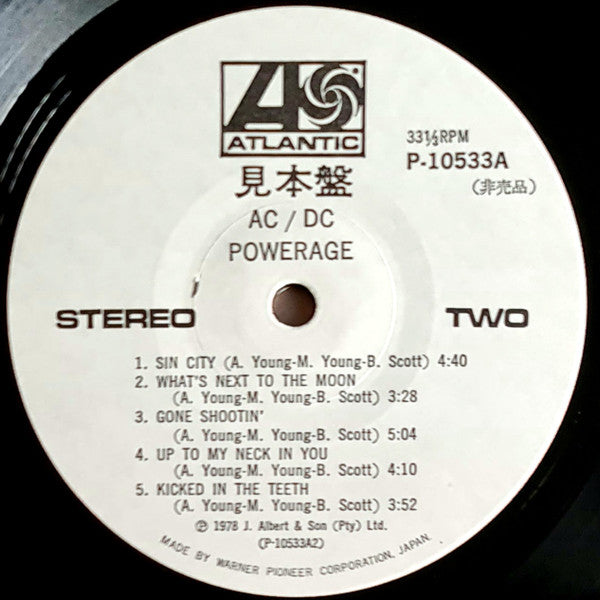 ATLANTIC
33⅓RPM
P-10533A
見本盤
(非売品)
AC / DC
POWERAGE
STEREO
TWO
1. SIN CITY (A. Young-M. Young-B. Scott) 4:40
2. WHAT'S NEXT TO THE MOON
(A. Young-M. Young-B. Scott) 3:28
3. GONE SHOOTIN'
(A. Young-M. Young-B. Scott) 5:04
4. UP TO MY NECK IN YOU
(A. Young-M. Young-B. Scott) 4:10
5. KICKED IN THE TEETH
(A. Young-M. Young-B. Scott) 3:52
℗ 1978 J. Albert & Son (Pty) Ltd.
(P-10533A2)
MADE BY WARNER PIONEER CORPORATION, JAPAN.